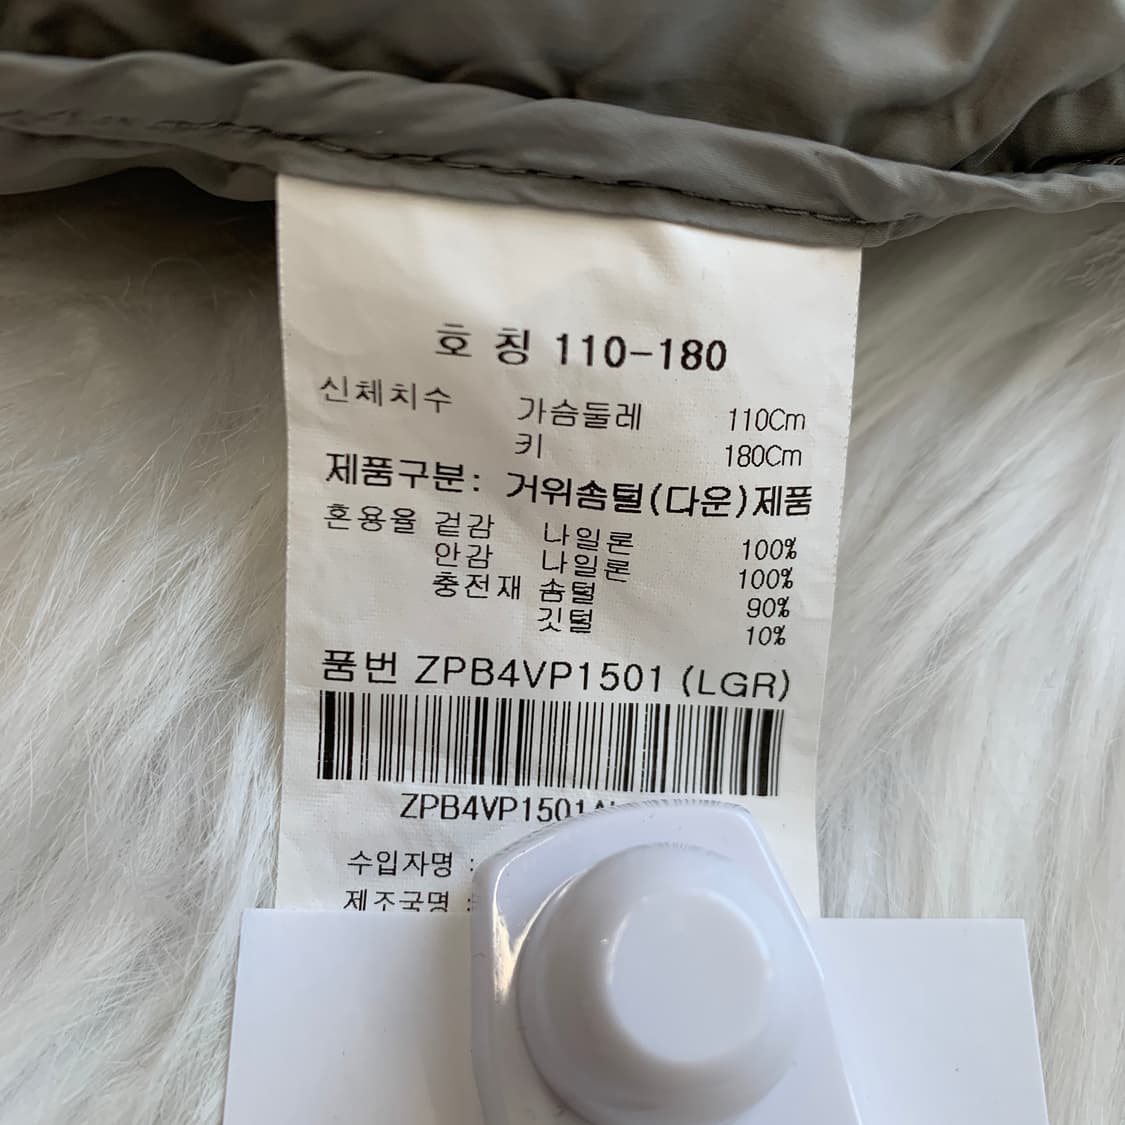 호 칭 110-180
신체치수 가슴둘레 110Cm
키 180Cm
제품구분: 거위솜털(다운)제품
혼용율 겉감 나일론 100%
안감 나일론 100%
충전재 솜털 90%
깃털 10%
품번 ZPB4VP1501 (LGR)
ZPB4VP1501
수입자명 :
제조국명 :